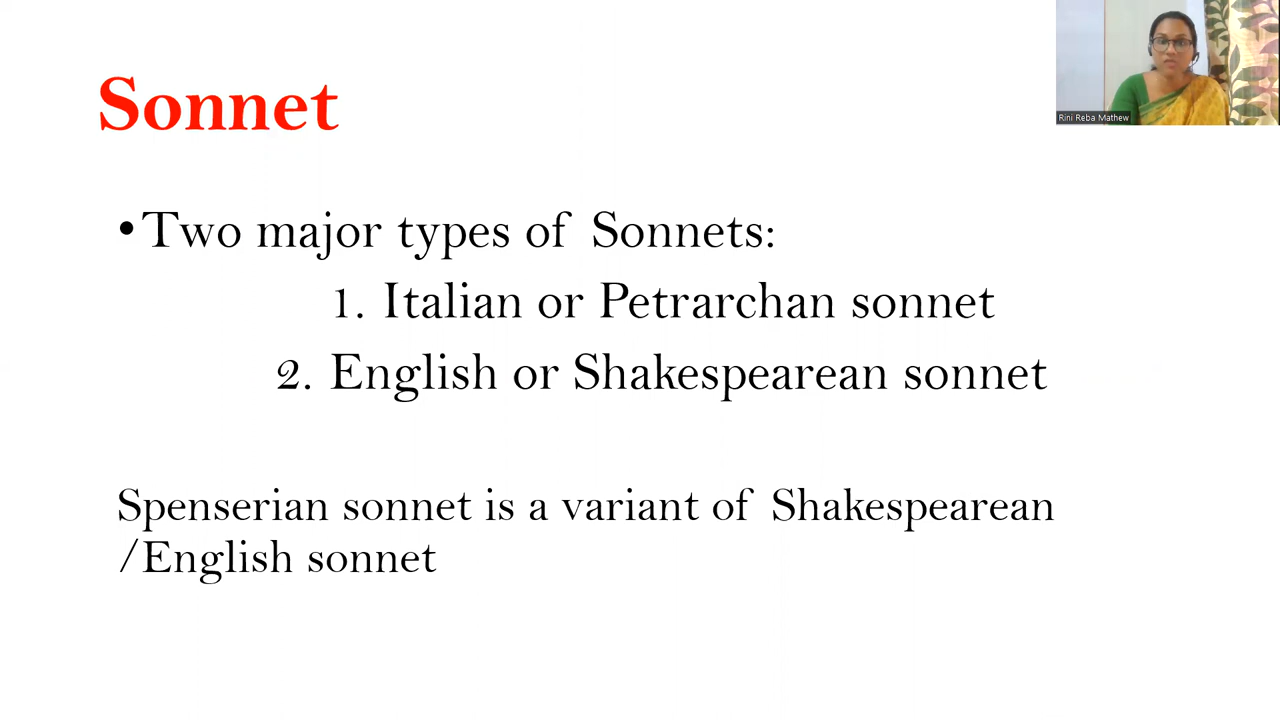 Sonnet
Rini Reba Mathew
•Two major types of Sonnets:
1. Italian or Petrarchan sonnet
2. English or Shakespearean sonnet
Spenserian sonnet is a variant of Shakespearean
/English sonnet